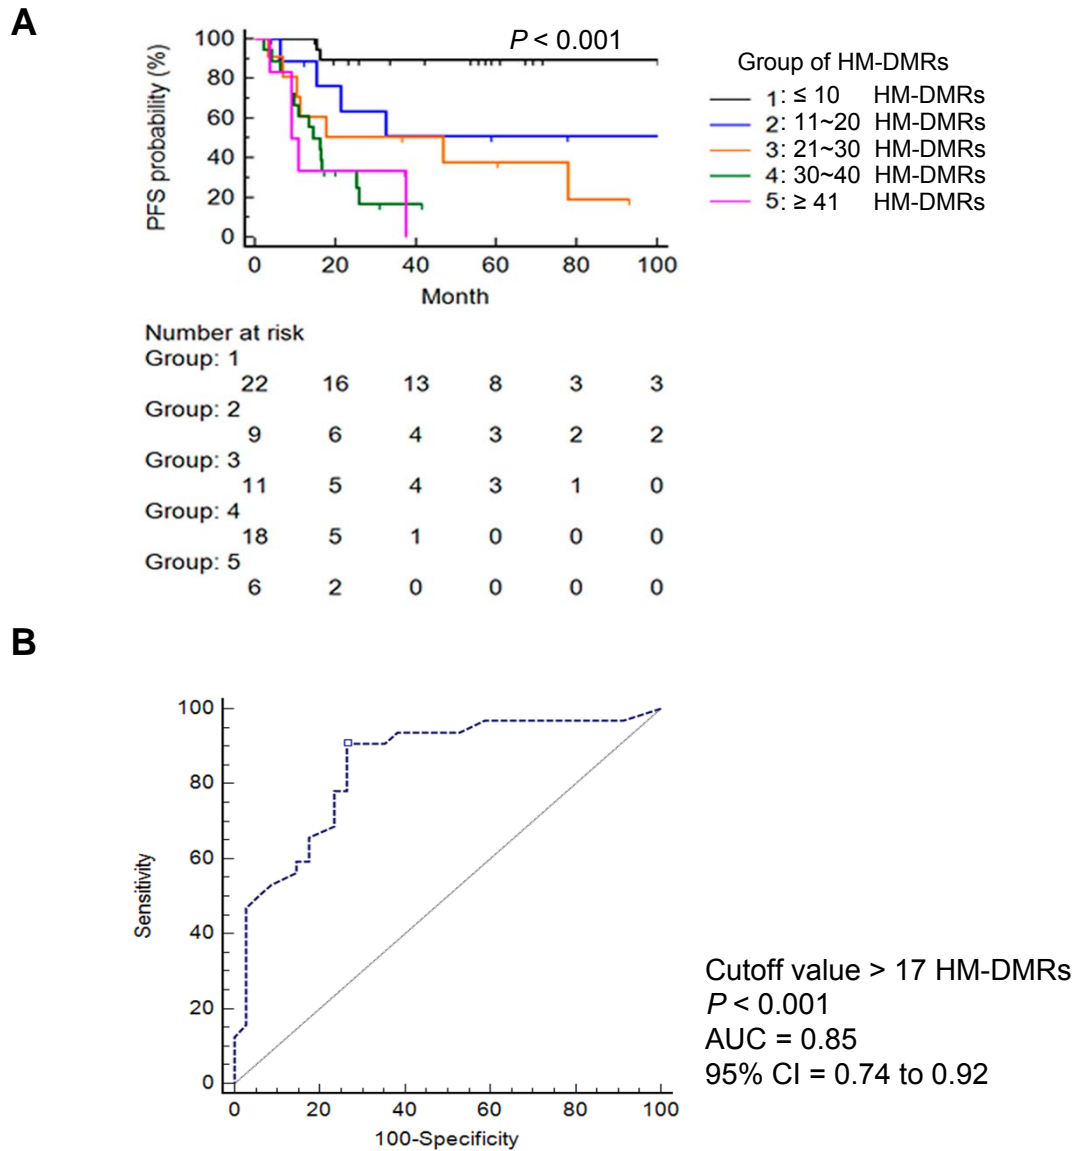 A
PFS probability (%)
100
80
60
40
20
0
P < 0.001
0 20 40 60 80 100
Month
Group of HM-DMRs
1: ≤ 10 HM-DMRs
2: 11~20 HM-DMRs
3: 21~30 HM-DMRs
4: 30~40 HM-DMRs
5: ≥ 41 HM-DMRs
Number at risk
Group: 1
22 16 13 8 3 3
Group: 2
9 6 4 3 2 2
Group: 3
11 5 4 3 1 0
Group: 4
18 5 1 0 0 0
Group: 5
6 2 0 0 0 0
B
Sensitivity
100
80
60
40
20
0
0 20 40 60 80 100
100-Specificity
Cutoff value > 17 HM-DMRs
P < 0.001
AUC = 0.85
95% CI = 0.74 to 0.92